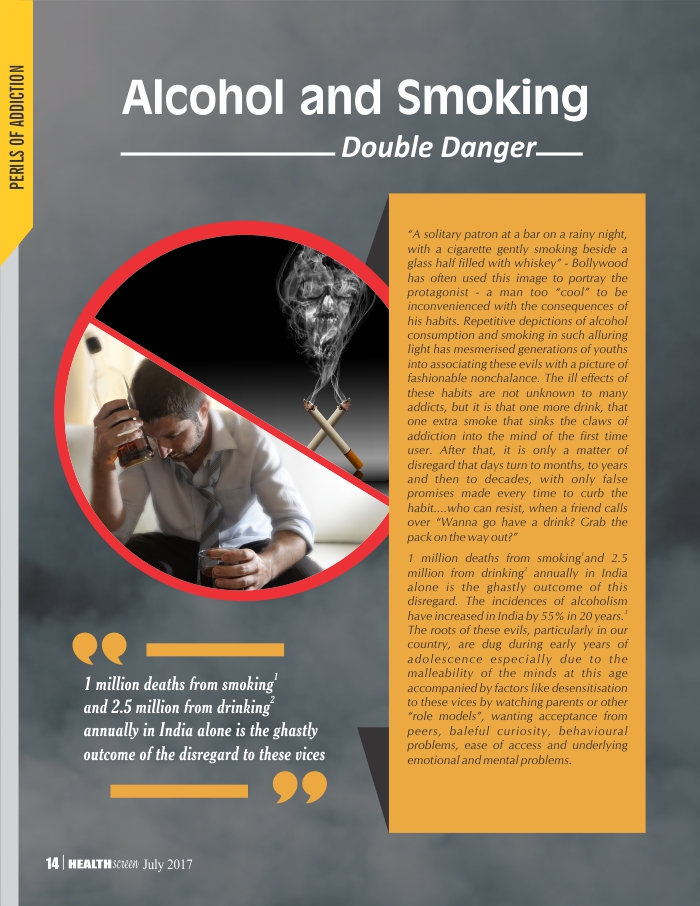 PERILS OF ADDICTION
Alcohol and Smoking
Double Danger
“A solitary patron at a bar on a rainy night,
with a cigarette gently smoking beside a
glass half filled with whiskey” - Bollywood
has often used this image to portray the
protagonist - a man too “cool” to be
inconvenienced with the consequences of
his habits. Repetitive depictions of alcohol
consumption and smoking in such alluring
light has mesmerised generations of youths
into associating these evils with a picture of
fashionable nonchalance. The ill effects of
these habits are not unknown to many
addicts, but it is that one more drink, that
one extra smoke that sinks the claws of
addiction into the mind of the first time
user. After that, it is only a matter of
disregard that days turn to months, to years
and then to decades, with only false
promises made every time to curb the
habit....who can resist, when a friend calls
over “Wanna go have a drink? Grab the
pack on the way out?”
1 million deaths from smoking¹ and 2.5
million from drinking² annually in India
alone is the ghastly outcome of this
disregard. The incidences of alcoholism
have increased in India by 55% in 20 years.³
The roots of these evils, particularly in our
country, are dug during early years of
adolescence especially due to the
malleability of the minds at this age
accompanied by factors like desensitisation
to these vices by watching parents or other
“role models”, wanting acceptance from
peers, baleful curiosity, behavioural
problems, ease of access and underlying
emotional and mental problems.
1 million deaths from smoking¹
and 2.5 million from drinking²
annually in India alone is the ghastly
outcome of the disregard to these vices
14 | HEALTHscreen July 2017